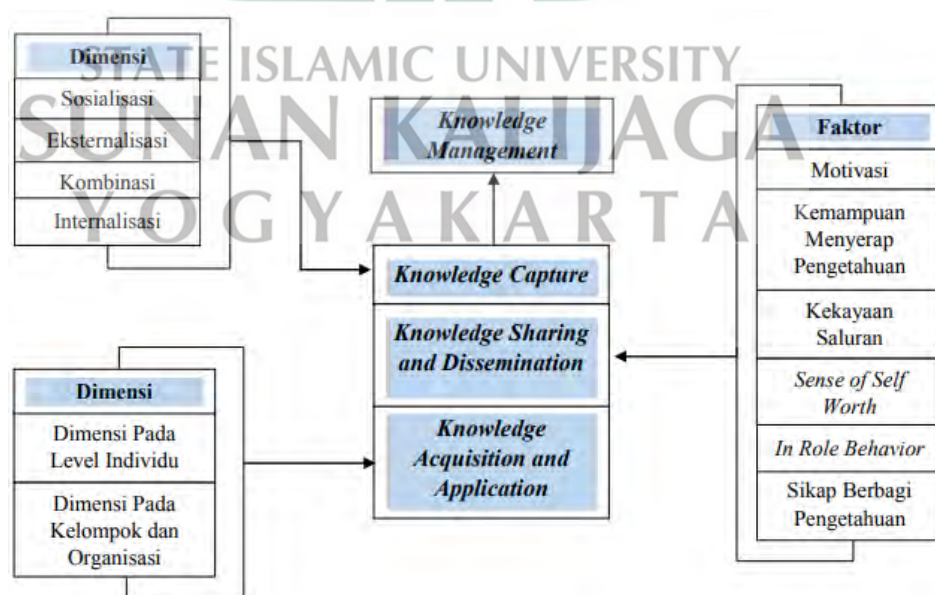 STATE ISLAMIC UNIVERSITY
SUNAN KALIJAGA
YOGYAKARTA
Dimensi
Sosialisasi
Eksternalisasi
Kombinasi
Internalisasi
Dimensi
Dimensi Pada
Level Individu
Dimensi Pada
Kelompok dan
Organisasi
Knowledge
Management
Knowledge Capture
Knowledge Sharing
and Dissemination
Knowledge
Acquisition and
Application
Faktor
Motivasi
Kemampuan
Menyerap
Pengetahuan
Kekayaan
Saluran
Sense of Self
Worth
In Role Behavior
Sikap Berbagi
Pengetahuan